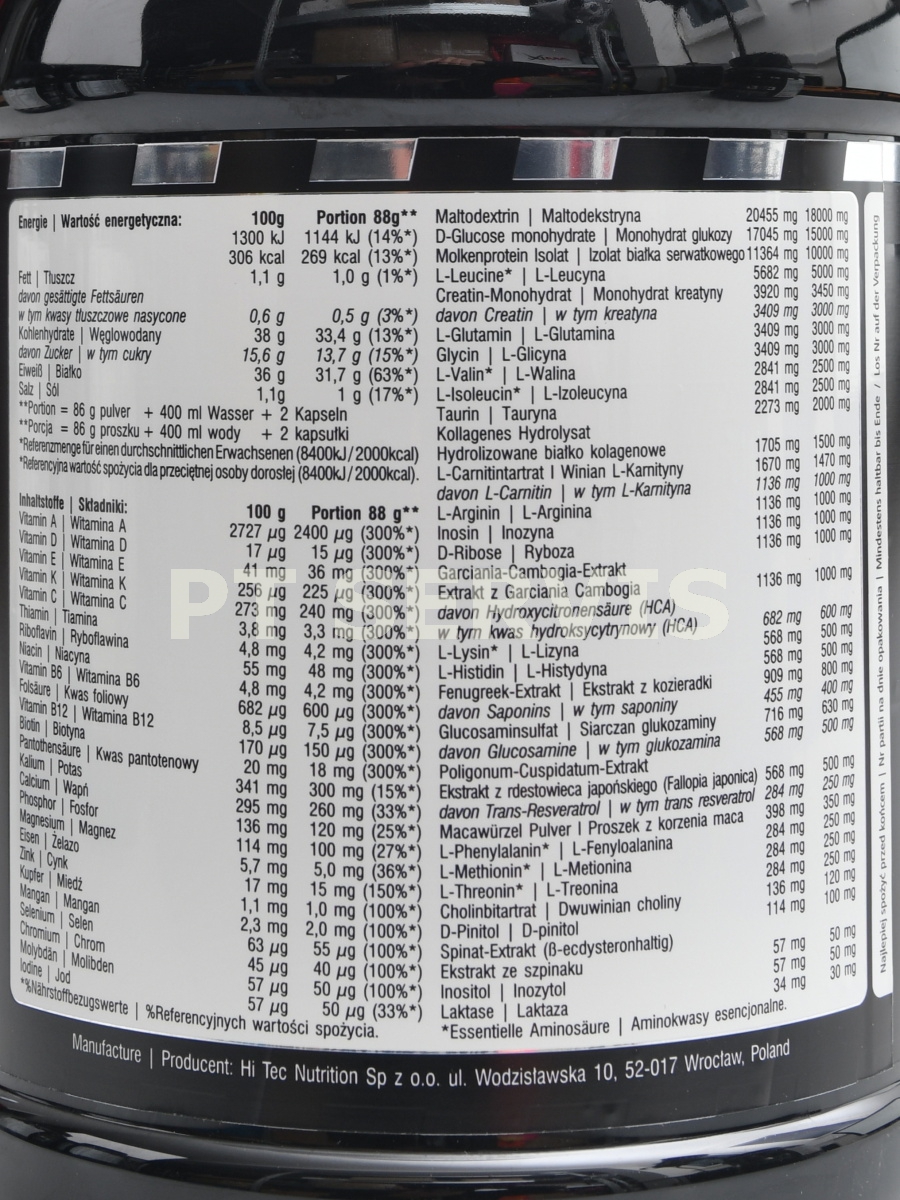 Energie | Wartość energetyczna: 100g Portion 88g**
1300 kJ 1144 kJ (14%*)
306 kcal 269 kcal (13%*)
Fett | Tłuszcz 1,1 g 1,0 g (1%*)
davon gesättigte Fettsäuren
w tym kwasy tłuszczowe nasycone 0,6 g 0,5 g (3%*)
Kohlenhydrate | Węglowodany 38 g 33,4 g (13%*)
davon Zucker | w tym cukry 15,6 g 13,7 g (15%*)
Eiweiß | Białko 36 g 31,7 g (63%*)
Salz | Sól 1,1g 1 g (17%*)
**Portion = 86 g pulver + 400 ml Wasser + 2 Kapseln
**Porcja = 86 g proszku + 400 ml wody + 2 kapsułki
*Referenzmenge für einen durchschnittlichen Erwachsenen (8400kJ/2000kcal)
*Referencyjna wartość spożycia dla przeciętnej osoby dorosłej (8400kJ/2000kcal).
Inhaltstoffe | Składniki: 100 g Portion 88 g**
Vitamin A | Witamina A 2727 µg 2400 µg (300%*)
Vitamin D | Witamina D 17 µg 15 µg (300%*)
Vitamin E | Witamina E 41 mg 36 mg (300%*)
Vitamin K | Witamina K 256 µg 225 µg (300%*)
Vitamin C | Witamina C 273 mg 240 mg (300%*)
Thiamin | Tiamina 3,8 mg 3,3 mg (300%*)
Riboflavin | Ryboflawina 4,8 mg 4,2 mg (300%*)
Niacin | Niacyna 55 mg 48 mg (300%*)
Vitamin B6 | Witamina B6 4,8 mg 4,2 mg (300%*)
Folsäure | Kwas foliowy 682 µg 600 µg (300%*)
Vitamin B12 | Witamina B12 8,5 µg 7,5 µg (300%*)
Biotin | Biotyna 170 µg 150 µg (300%*)
Pantothensäure | Kwas pantotenowy 20 mg 18 mg (300%*)
Kalium | Potas 341 mg 300 mg (15%*)
Calcium | Wapń 295 mg 260 mg (33%*)
Phosphor | Fosfor 136 mg 120 mg (25%*)
Magnesium | Magnez 114 mg 100 mg (27%*)
Eisen | Żelazo 5,7 mg 5,0 mg (36%*)
Zink | Cynk 17 mg 15 mg (150%*)
Kupfer | Miedź 1,1 mg 1,0 mg (100%*)
Mangan | Mangan 2,3 mg 2,0 mg (100%*)
Selenium | Selen 63 µg 55 µg (100%*)
Chromium | Chrom 45 µg 40 µg (100%*)
Molybdän | Molibden 57 µg 50 µg (100%*)
Iodine | Jod 57 µg 50 µg (33%*)
*%Nährstoffbezugswerte | %Referencyjnych wartości spożycia.
Maltodextrin | Maltodekstryna 20455 mg 18000 mg
D-Glucose monohydrate | Monohydrat glukozy 17045 mg 15000 mg
Molkenprotein Isolat | Izolat białka serwatkowego 11364 mg 10000 mg
L-Leucine* | L-Leucyna 5682 mg 5000 mg
Creatin-Monohydrat | Monohydrat kreatyny 3920 mg 3450 mg
davon Creatin | w tym kreatyna 3409 mg 3000 mg
L-Glutamin | L-Glutamina 3409 mg 3000 mg
Glycin | L-Glicyna 3409 mg 3000 mg
L-Valin* | L-Walina 2841 mg 2500 mg
L-Isoleucin* | L-Izoleucyna 2841 mg 2500 mg
Taurin | Tauryna 2273 mg 2000 mg
Kollagenes Hydrolysat
Hydrolizowane białko kolagenowe 1705 mg 1500 mg
L-Carnitintartrat I Winian L-Karnityny 1670 mg 1470 mg
davon L-Carnitin | w tym L-Karnityna 1136 mg 1000 mg
L-Arginin | L-Arginina 1136 mg 1000 mg
Inosin | Inozyna 1136 mg 1000 mg
D-Ribose | Ryboza 1136 mg 1000 mg
Garciania-Cambogia-Extrakt
Extrakt z Garciania Cambogia 1136 mg 1000 mg
davon Hydroxycitronensäure (HCA)
w tym kwas hydroksycytrynowy (HCA) 682 mg 600 mg
L-Lysin* | L-Lizyna 568 mg 500 mg
L-Histidin | L-Histydyna 568 mg 500 mg
Fenugreek-Extrakt | Ekstrakt z kozieradki 909 mg 800 mg
davon Saponins | w tym saponiny 455 mg 400 mg
Glucosaminsulfat | Siarczan glukozaminy 716 mg 630 mg
davon Glucosamine | w tym glukozamina 568 mg 500 mg
Poligonum-Cuspidatum-Extrakt
Ekstrakt z rdestowieca japońskiego (Fallopia japonica) 568 mg 500 mg
davon Trans-Resveratrol | w tym trans resveratrol 284 mg 250 mg
Macawürzel Pulver I Proszek z korzenia maca 398 mg 350 mg
L-Phenylalanin* | L-Fenyloalanina 284 mg 250 mg
L-Methionin* | L-Metionina 284 mg 250 mg
L-Threonin* | L-Treonina 284 mg 250 mg
Cholinbitartrat | Dwuwinian choliny 136 mg 120 mg
D-Pinitol | D-pinitol 114 mg 100 mg
Spinat-Extrakt (ß-ecdysteronhaltig)
Ekstrakt ze szpinaku 57 mg 50 mg
Inositol | Inozytol 57 mg 50 mg
Laktase | Laktaza 34 mg 30 mg
*Essentielle Aminosäure | Aminokwasy esencjonalne.
Najlepiej spożyć przed końcem | Nr partii na dnie opakowania | Mindestens haltbar bis Ende / Los Nr auf der Verpackung
Manufacture | Producent: Hi Tec Nutrition Sp z o.o. ul. Wodzisławska 10, 52-017 Wrocław, Poland